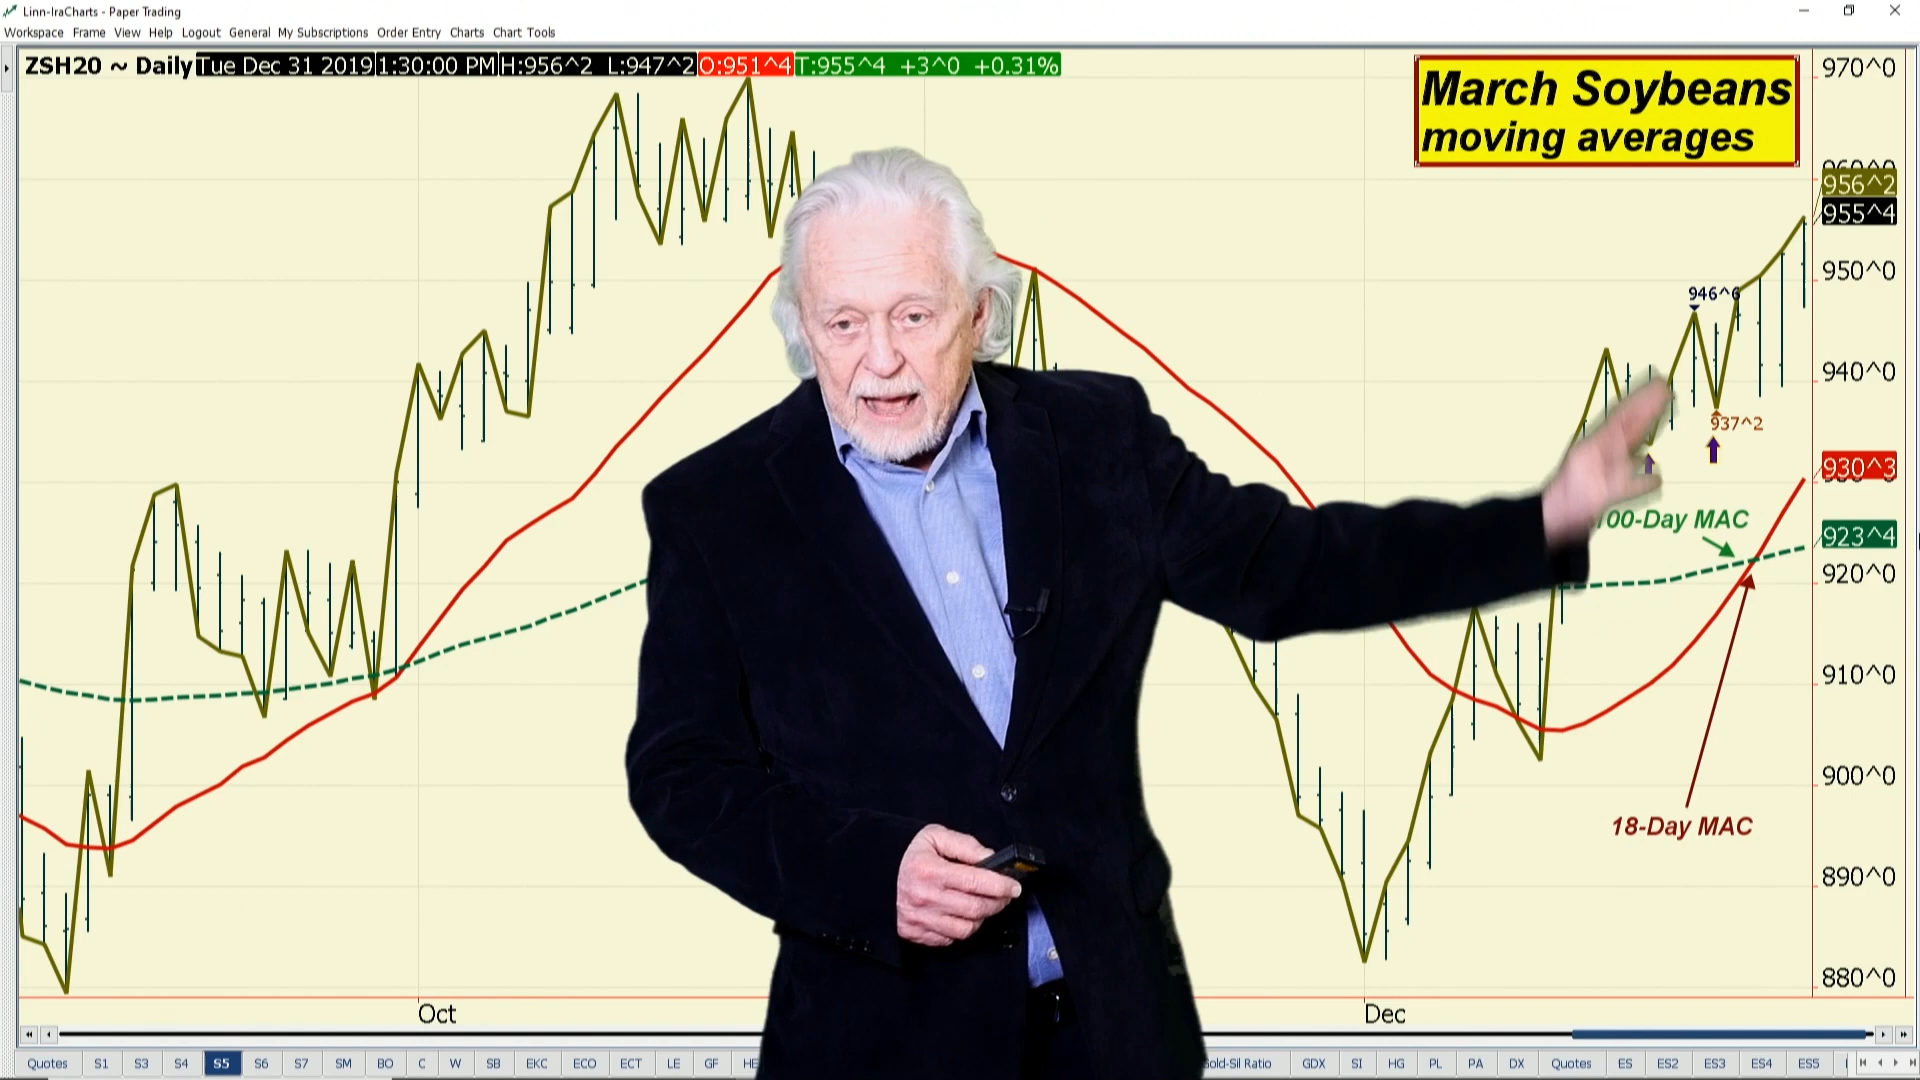 Linn-IraCharts - Paper Trading
Workspace Frame View Help Logout General My Subscriptions Order Entry Charts Chart Tools
ZSH20 ~ Daily Tue Dec 31 2019 1:30:00 PM H:956^2 L:947^2 O:951^4 T:955^4 +3^0 +0.31%
March Soybeans
moving averages
970^0
960^0
956^2
955^4
950^0
946^6
940^0
937^2
930^3
100-Day MAC
923^4
920^0
910^0
900^0
18-Day MAC
890^0
880^0
Oct Dec
Quotes S1 S3 S4 S5 S6 S7 SM BO C W SB EKC ECO ECT LE GF HE Gold-Sil Ratio GDX SI HG PL PA DX Quotes ES ES2 ES3 ES4 ES5